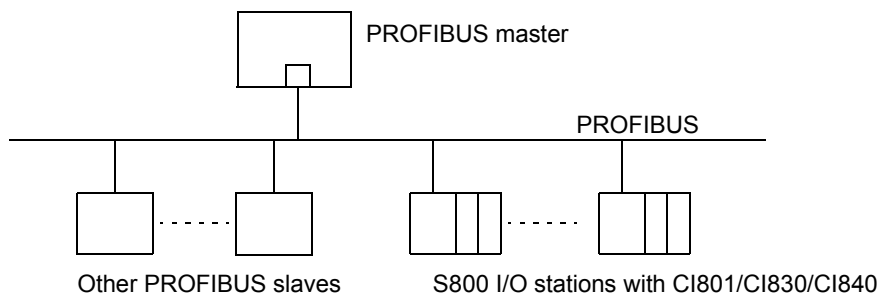 PROFIBUS master
PROFIBUS
Other PROFIBUS slaves
S800 I/O stations with CI801/CI830/CI840